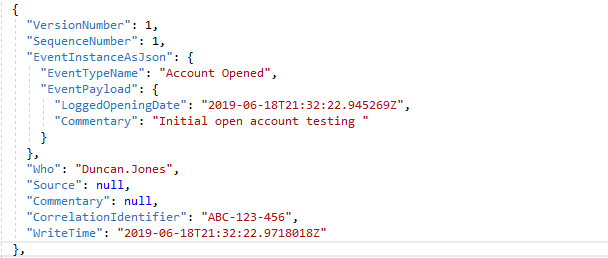 {
  "VersionNumber": 1,
  "SequenceNumber": 1,
  "EventInstanceAsJson": {
    "EventTypeName": "Account Opened",
    "EventPayload": {
      "LoggedOpeningDate": "2019-06-18T21:32:22.945269Z",
      "Commentary": "Initial open account testing "
    }
  },
  "Who": "Duncan.Jones",
  "Source": null,
  "Commentary": null,
  "CorrelationIdentifier": "ABC-123-456",
  "WriteTime": "2019-06-18T21:32:22.9718018Z"
},